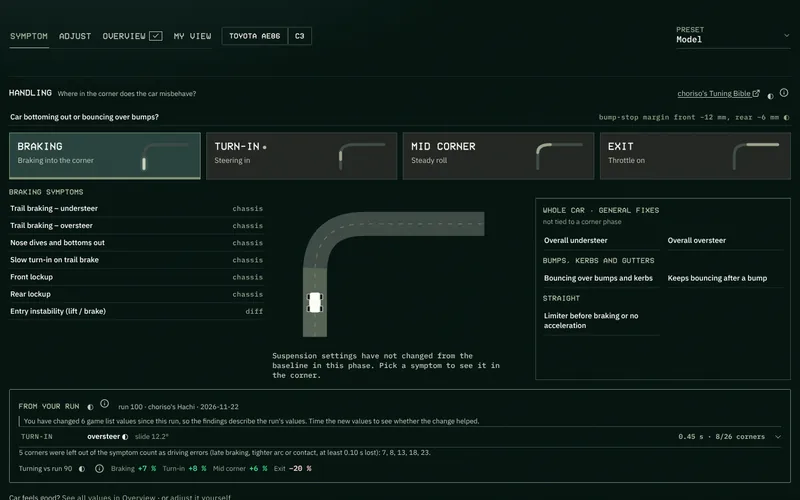 SYMPTOM ADJUST OVERVIEW MY VIEW TOYOTA AE86 C3
PRESET
Model
HANDLING Where in the corner does the car misbehave? choriso's Tuning Bible
Car bottoming out or bouncing over bumps? bump-stop margin front -12 mm, rear -6 mm
BRAKING
Braking into the corner
TURN-IN
Steering in
MID CORNER
Steady roll
EXIT
Throttle on
BRAKING SYMPTOMS
Trail braking – understeer chassis
Trail braking – oversteer chassis
Nose dives and bottoms out chassis
Slow turn-in on trail brake chassis
Front lockup chassis
Rear lockup chassis
Entry instability (lift / brake) diff
Suspension settings have not changed from the
baseline in this phase. Pick a symptom to see it in
the corner.
WHOLE CAR · GENERAL FIXES
not tied to a corner phase
Overall understeer Overall oversteer
BUMPS, KERBS AND GUTTERS
Bouncing over bumps and kerbs Keeps bouncing after a bump
STRAIGHT
Limiter before braking or no
acceleration
FROM YOUR RUN run 100 · choriso's Hachi · 2026-11-22
You have changed 6 game list values since this run, so the findings describe the run's values. Time the new values to see whether the change helped.
TURN-IN oversteer slide 12.2° 0.45 s · 8/26 corners
5 corners were left out of the symptom count as driving errors (late braking, tighter arc or contact, at least 0.10 s lost): 7, 8, 13, 18, 23.
Turning vs run 90 Braking +7 % Turn-in +8 % Mid corner +6 % Exit −20 %
Car feels good? See all values in Overview · or adjust it yourself